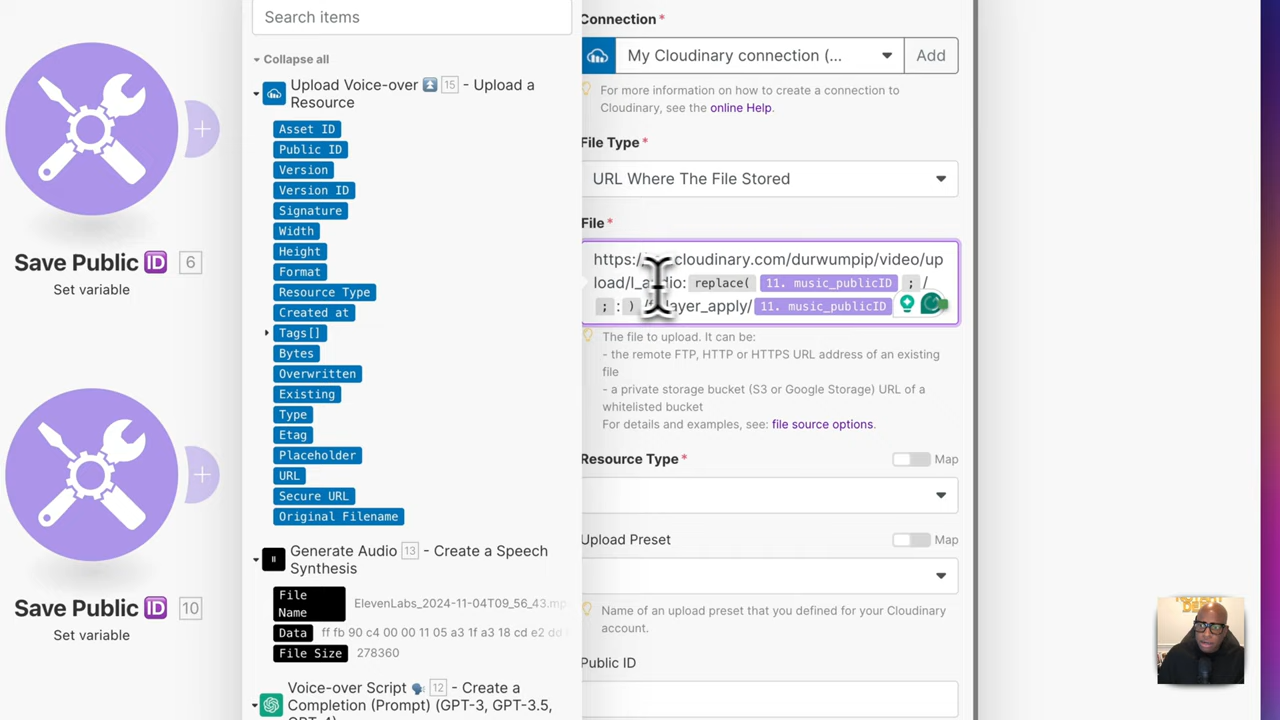 Save Public ID 6
Set variable
Save Public ID 10
Set variable
Search items
Collapse all
Upload Voice-over 15 - Upload a
Resource
Asset ID
Public ID
Version
Version ID
Signature
Width
Height
Format
Resource Type
Created at
Tags[]
Bytes
Overwritten
Existing
Type
Etag
Placeholder
URL
Secure URL
Original Filename
Generate Audio 13 - Create a Speech
Synthesis
File
Name
ElevenLabs_2024-11-04T09_56_43.mp
Data ff fb 90 c4 00 00 11 05 a3 1f a3 18 cd e2 dd
File Size 278360
Voice-over Script 12 - Create a
Completion (Prompt) (GPT-3, GPT-3.5,
Connection*
My Cloudinary connection (...
Add
For more information on how to create a connection to
Cloudinary, see the online Help.
File Type*
URL Where The File Stored
File*
https:/ cloudinary.com/durwumpip/video/up
replace( 11. music_publicID ; /
; : ) 11. music_publicID
The file to upload. It can be:
- the remote FTP, HTTP or HTTPS URL address of an existing
file
- a private storage bucket (S3 or Google Storage) URL of a
whitelisted bucket
For details and examples, see: file source options.
Resource Type*
Map
Upload Preset
Map
Name of an upload preset that you defined for your Cloudinary
account.
Public ID